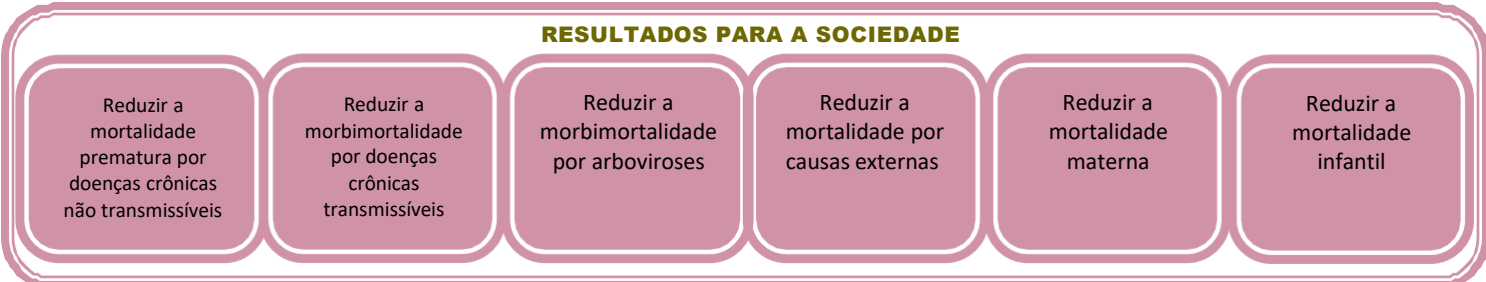 RESULTADOS PARA A SOCIEDADE
Reduzir a
mortalidade
prematura por
doenças crônicas
não transmissíveis
Reduzir a
morbimortalidade
por doenças
crônicas
transmissíveis
Reduzir a
morbimortalidade
por arboviroses
Reduzir a
mortalidade por
causas externas
Reduzir a
mortalidade
materna
Reduzir a
mortalidade
infantil